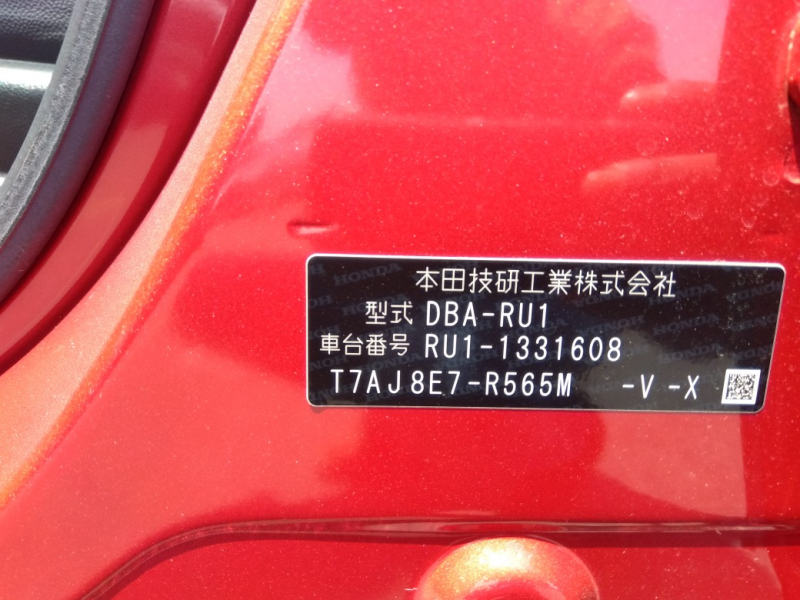 本田技研工業株式会社
型式 DBA-RU1
車台番号 RU1-1331608
T7AJ8E7-R565M -V -X